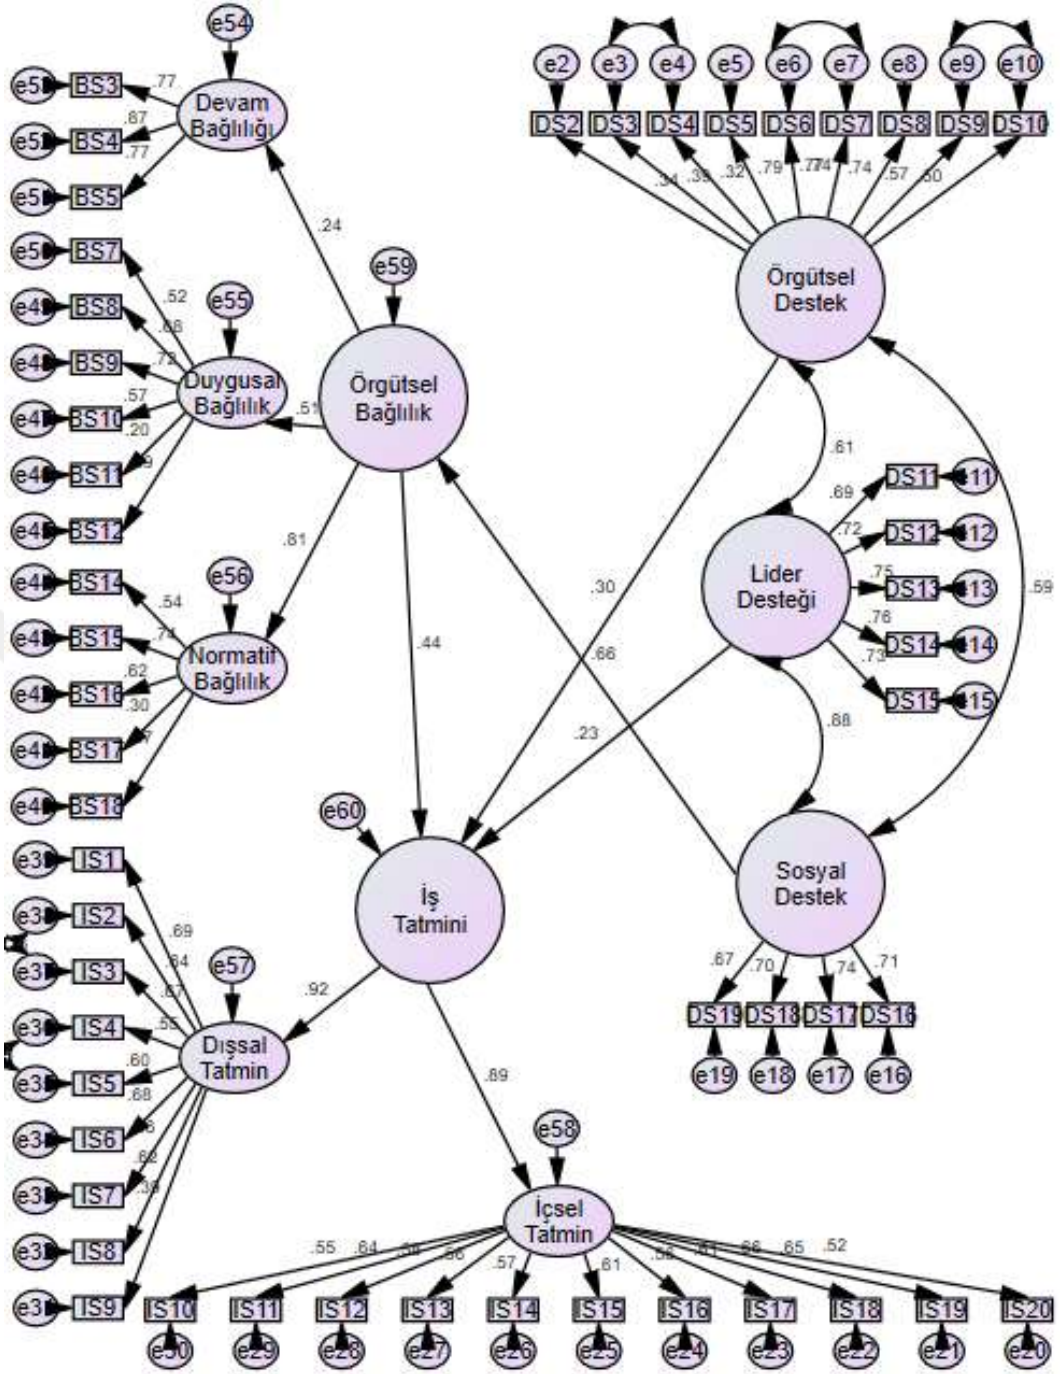 e54
Devam
Bağlılığı
BS3
.77
BS4
.87
BS5
.77
.24
e2
e3
e4
e5
e6
e7
e8
e9
e10
DS2
DS3
DS4
DS5
DS6
DS7
DS8
DS9
DS10
.34
.39
.32
.79
.74
.57
Örgütsel
Destek
BS7
.52
BS8
.68
BS9
BS10
.57
BS11
.20
BS12
e55
Duygusal
Bağlılık
.51
e59
Örgütsel
Bağlılık
.61
.59
.69
DS11
e11
.72
DS12
e12
.75
DS13
e13
.76
DS14
e14
.73
DS15
e15
Lider
Desteği
.81
.44
.30
.66
.23
.88
BS14
.54
BS15
.74
BS16
.62
BS17
.30
BS18
e56
Normatif
Bağlılık
e60
İş
Tatmini
Sosyal
Destek
.67
.70
.74
.71
DS19
DS18
DS17
DS16
e19
e18
e17
e16
.92
.89
IS1
.69
IS2
IS3
IS4
.55
IS5
.60
IS6
.68
IS7
.62
IS8
IS9
e57
Dışsal
Tatmin
e58
İçsel
Tatmin
.55
.64
.57
.61
.65
.52
IS10
IS11
IS12
IS13
IS14
IS15
IS16
IS17
IS18
IS19
IS20
e30
e29
e28
e27
e26
e25
e24
e23
e22
e21
e20